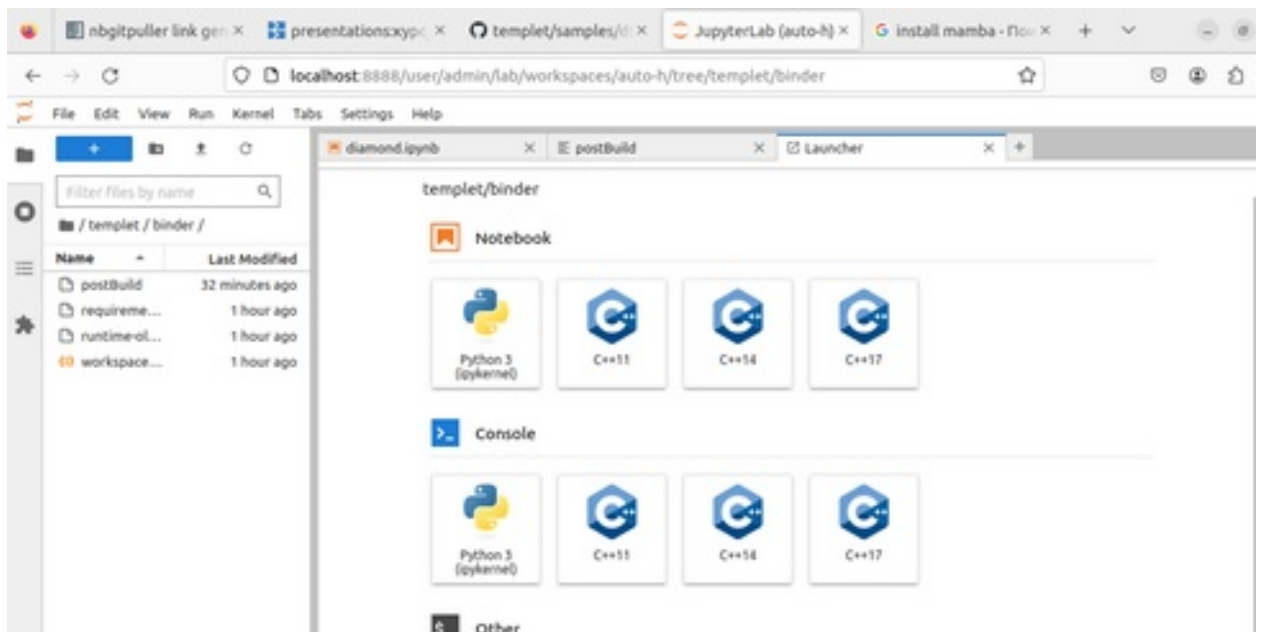 nbgitpuller link gen
presentations:xypc
templet/samples/di
JupyterLab (auto-h)
install mamba - Пои
localhost:8888/user/admin/lab/workspaces/auto-h/tree/templet/binder
File Edit View Run Kernel Tabs Settings Help
diamond.ipynb
postBuild
Launcher
Filter files by name
/ templet / binder /
Name Last Modified
postBuild 32 minutes ago
requireme... 1 hour ago
runtime-ol... 1 hour ago
workspace... 1 hour ago
templet/binder
Notebook
Python 3
(ipykernel)
C++11
C++14
C++17
Console
Python 3
(ipykernel)
C++11
C++14
C++17
Other